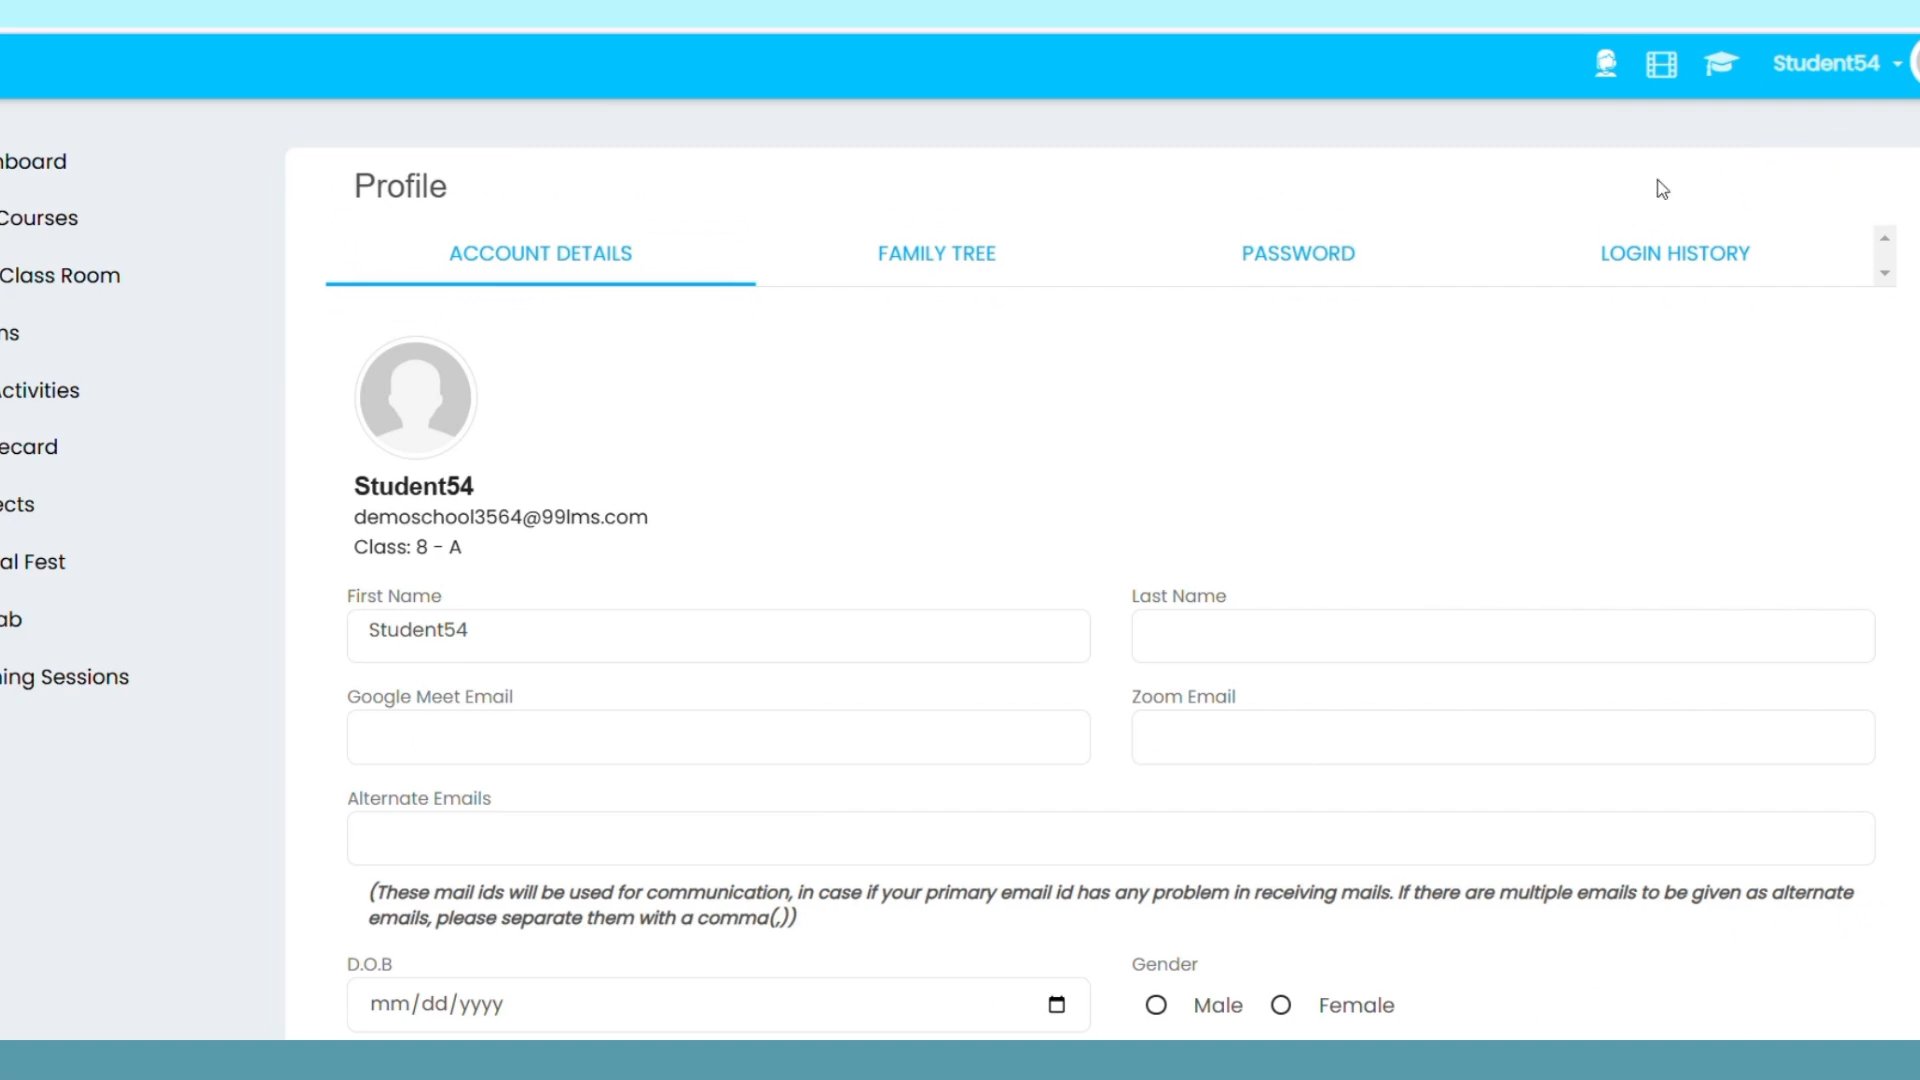 Student54
board
Courses
Class Room
ns
ctivities
ecard
ects
al Fest
ab
ing Sessions
Profile
ACCOUNT DETAILS
FAMILY TREE
PASSWORD
LOGIN HISTORY
Student54
demoschool3564@99lms.com
Class: 8 - A
First Name
Last Name
Student54
Google Meet Email
Zoom Email
Alternate Emails
(These mail ids will be used for communication, in case if your primary email id has any problem in receiving mails. If there are multiple emails to be given as alternate
emails, please separate them with a comma(,))
D.O.B
Gender
mm/dd/yyyy
Male
Female